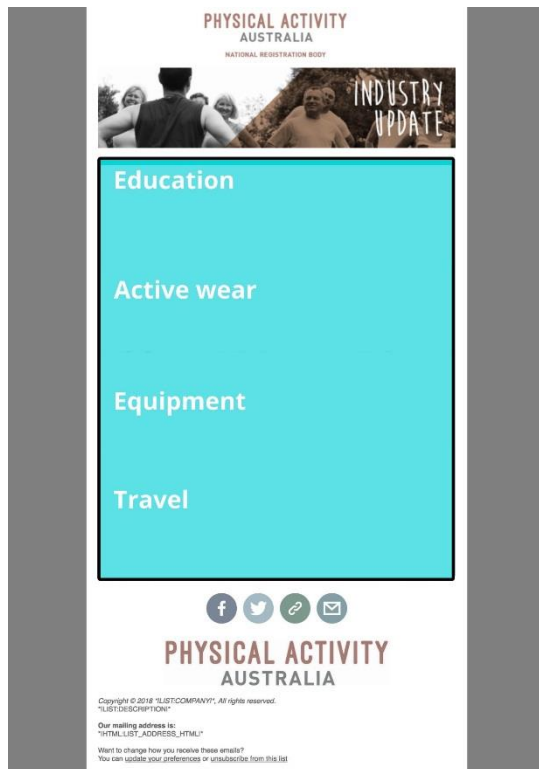 PHYSICAL ACTIVITY
AUSTRALIA
NATIONAL REGISTRATION BODY
INDUSTRY
UPDATE
Education
Active wear
Equipment
Travel
PHYSICAL ACTIVITY
AUSTRALIA
Copyright © 2018 *|LIST:COMPANY|*, All rights reserved.
*|LIST:DESCRIPTION|*
Our mailing address is:
*|HTML:LIST_ADDRESS_HTML|*
Want to change how you receive these emails?
You can update your preferences or unsubscribe from this list